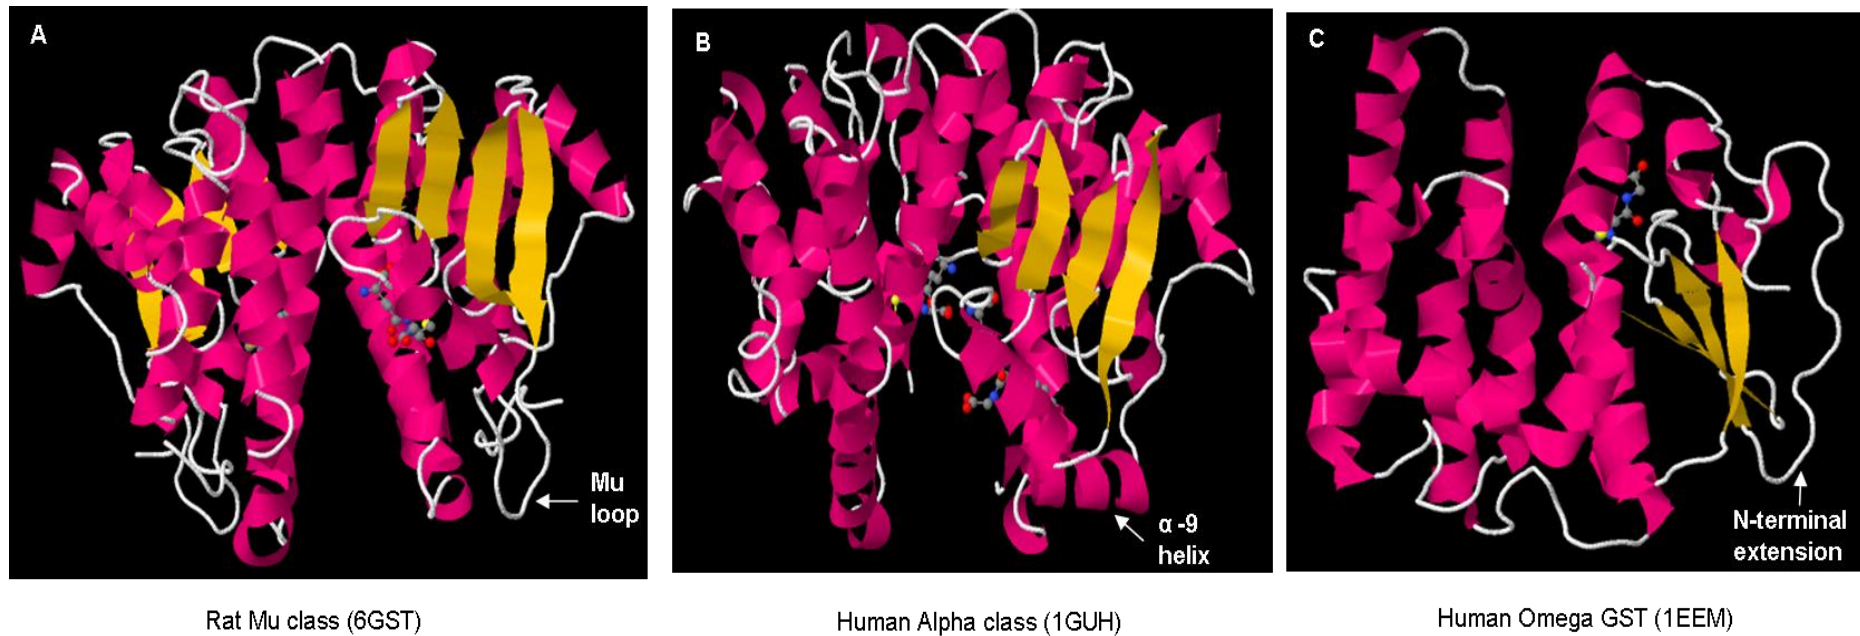 A
Mu
loop
Rat Mu class (6GST)
B
α -9
helix
Human Alpha class (1GUH)
C
N-terminal
extension
Human Omega GST (1EEM)